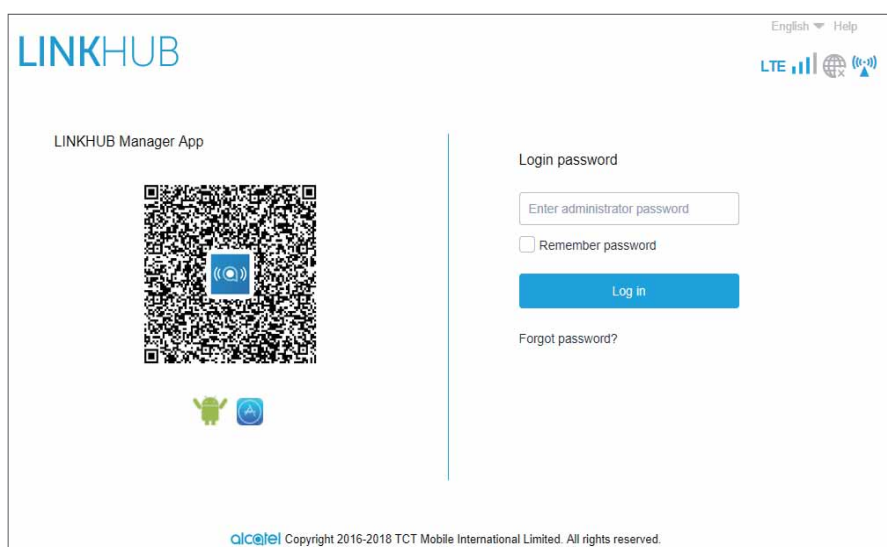 English Help
LINKHUB
LTE
LINKHUB Manager App
Login password
Enter administrator password
Remember password
Log in
Forgot password?
alcatel Copyright 2016-2018 TCT Mobile International Limited. All rights reserved.